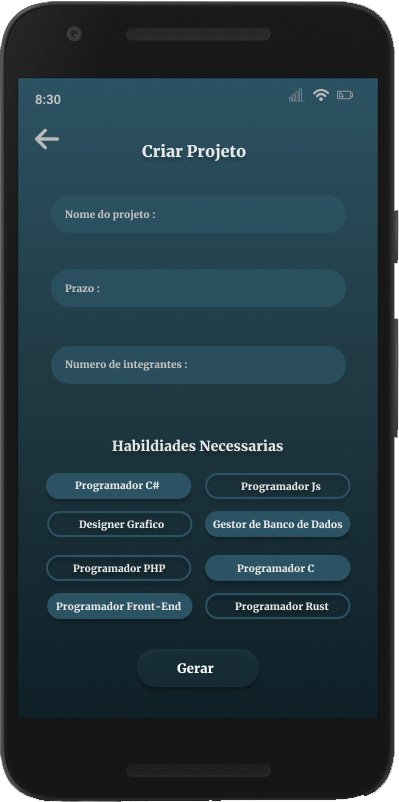 8:30
Criar Projeto
Nome do projeto :
Prazo :
Numero de integrantes :
Habildiades Necessarias
Programador C#
Programador Js
Designer Grafico
Gestor de Banco de Dados
Programador PHP
Programador C
Programador Front-End
Programador Rust
Gerar